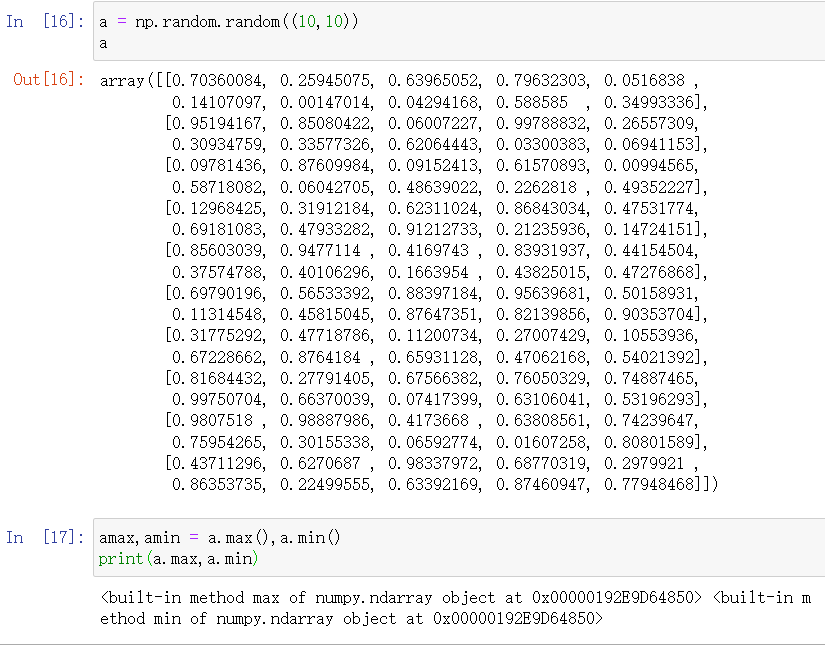 In [16]: a = np.random.random((10,10))
a
Out[16]: array([[0.70360084, 0.25945075, 0.63965052, 0.79632303, 0.0516838 ,
0.14107097, 0.00147014, 0.04294168, 0.588585  , 0.34993336],
[0.95194167, 0.85080422, 0.06007227, 0.99788832, 0.26557309,
0.30934759, 0.33577326, 0.62064443, 0.03300383, 0.06941153],
[0.09781436, 0.87609984, 0.09152413, 0.61570893, 0.00994565,
0.58718082, 0.06042705, 0.48639022, 0.2262818 , 0.49352227],
[0.12968425, 0.31912184, 0.62311024, 0.86843034, 0.47531774,
0.69181083, 0.47933282, 0.91212733, 0.21235936, 0.14724151],
[0.85603039, 0.9477114 , 0.4169743 , 0.83931937, 0.44154504,
0.37574788, 0.40106296, 0.1663954 , 0.43825015, 0.47276868],
[0.69790196, 0.56533392, 0.88397184, 0.95639681, 0.50158931,
0.11314548, 0.45815045, 0.87647351, 0.82139856, 0.90353704],
[0.31775292, 0.47718786, 0.11200734, 0.27007429, 0.10553936,
0.67228662, 0.8764184 , 0.65931128, 0.47062168, 0.54021392],
[0.81684432, 0.27791405, 0.67566382, 0.76050329, 0.74887465,
0.99750704, 0.66370039, 0.07417399, 0.63106041, 0.53196293],
[0.9807518 , 0.98887986, 0.4173668 , 0.63808561, 0.74239647,
0.75954265, 0.30155338, 0.06592774, 0.01607258, 0.80801589],
[0.43711296, 0.6270687 , 0.98337972, 0.68770319, 0.2979921 ,
0.86353735, 0.22499555, 0.63392169, 0.87460947, 0.77948468]])
In [17]: amax,amin = a.max(),a.min()
print(a.max,a.min)
<built-in method max of numpy.ndarray object at 0x00000192E9D64850> <built-in m
ethod min of numpy.ndarray object at 0x00000192E9D64850>